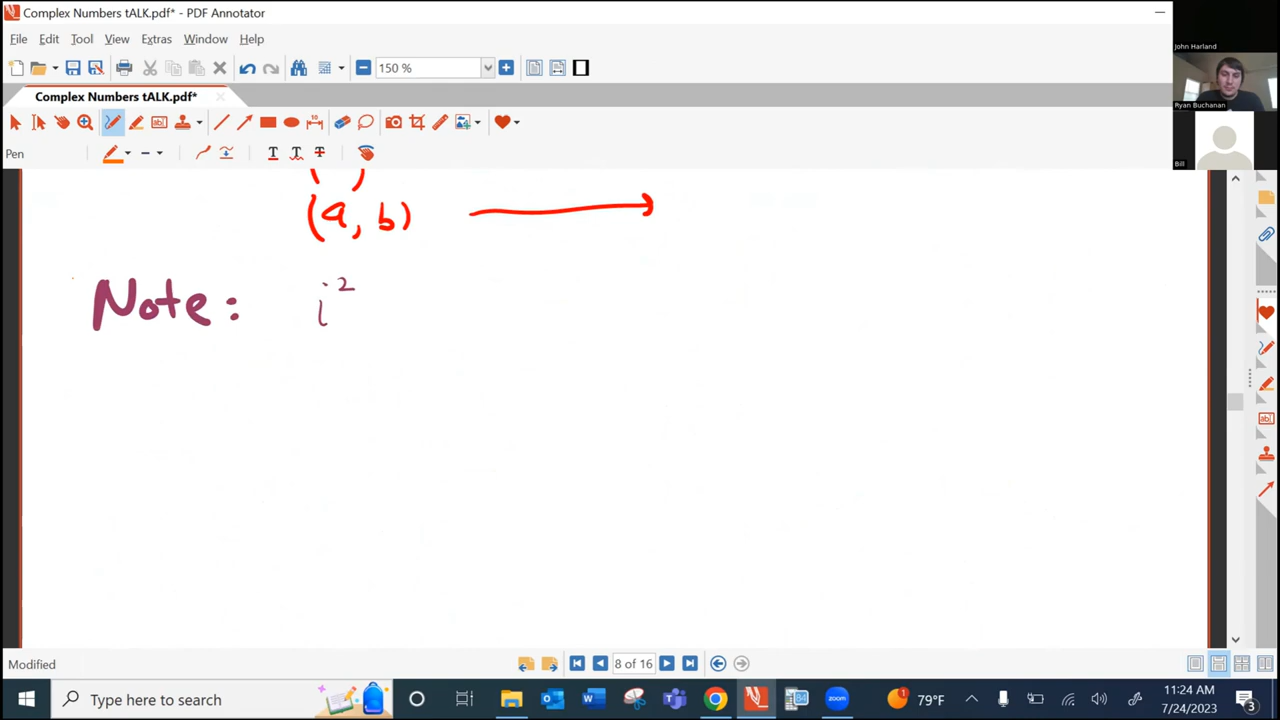 Complex Numbers tALK.pdf* - PDF Annotator
John Harland
File Edit Tool View Extras Window Help
150 %
Ryan Buchanan
Complex Numbers tALK.pdf*
Pen
Bill
(a, b)
Note: i²
8 of 16
Modified
Type here to search
79°F
11:24 AM
7/24/2023